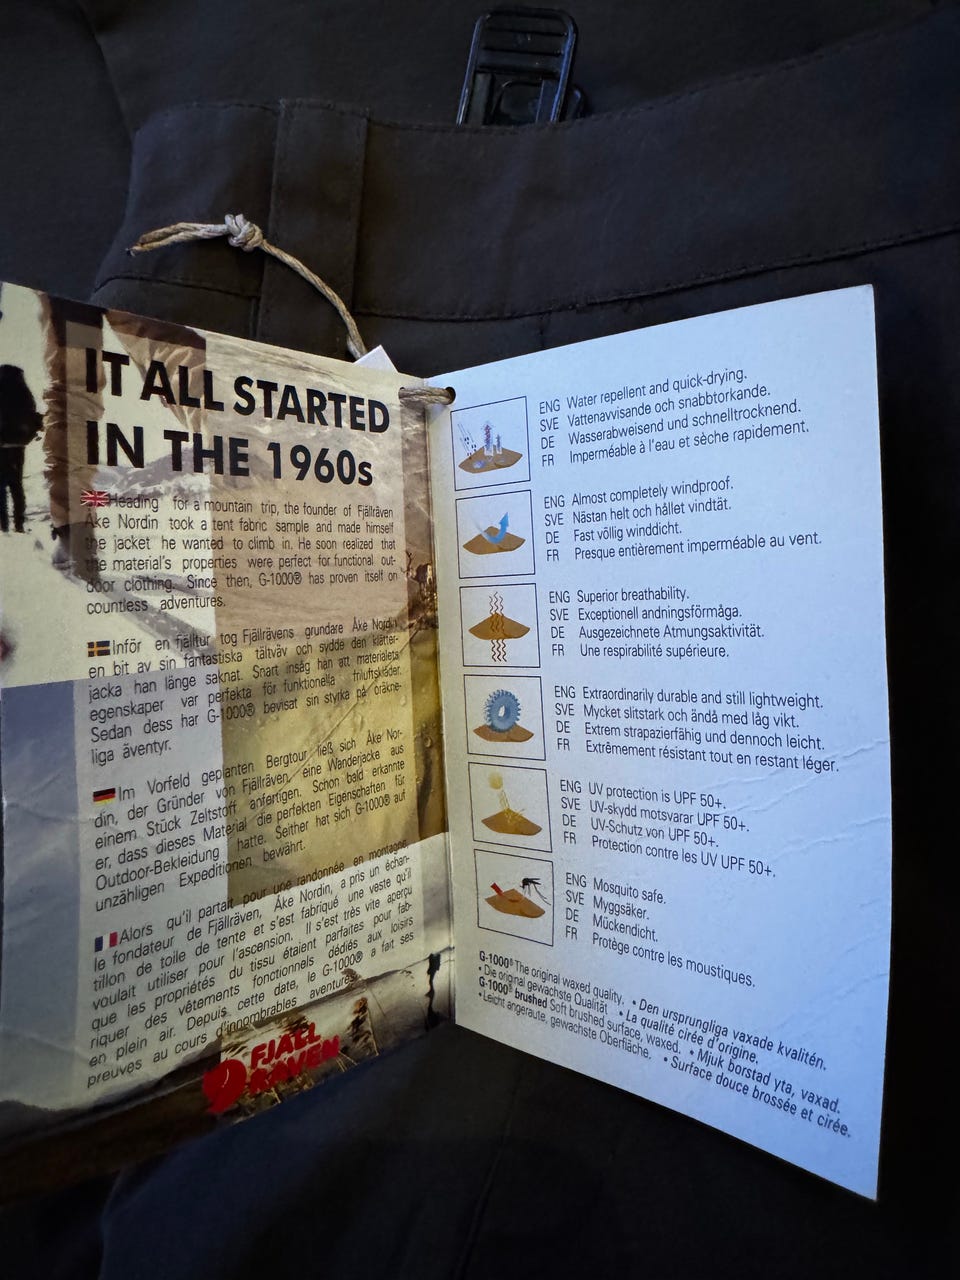 IT ALL STARTED
IN THE 1960s
Heading for a mountain trip, the founder of Fjällräven
Åke Nordin took a tent fabric sample and made himself
the jacket he wanted to climb in. He soon realized that
the material's properties were perfect for functional out-
door clothing. Since then, G-1000® has proven itself on
countless adventures.
Inför en fjälltur tog Fjällrävens grundare Åke Nordin
en bit av sin fantastiska tältväv och sydde den klätter-
jacka han länge saknat. Snart insåg han att materialets
egenskaper var perfekta för funktionella friluftskläder.
Sedan dess har G-1000® bevisat sin styrka på oräkne-
liga äventyr.
Im Vorfeld geplanten Bergtour ließ sich Åke Nor-
din, der Gründer von Fjällräven, eine Wanderjacke aus
einem Stück Zeltstoff anfertigen. Schon bald erkannte
er, dass dieses Material die perfekten Eigenschaften für
Outdoor-Bekleidung hatte. Seither hat sich G-1000® auf
unzähligen Expeditionen bewährt.
Alors qu'il partait pour une randonnée en montagne,
le fondateur de Fjällräven, Åke Nordin, a pris un échan-
tillon de toile de tente et s'est fabriqué une veste qu'il
voulait utiliser pour l'ascension. Il s'est très vite aperçu
que les propriétés du tissu étaient parfaites pour fab-
riquer des vêtements fonctionnels dédiés aux loisirs
en plein air. Depuis cette date, le G-1000® a fait ses
preuves au cours d'innombrables aventures.
FJÄLL
RÄVEN
ENG Water repellent and quick-drying.
SVE Vattenavvisande och snabbtorkande.
DE Wasserabweisend und schnelltrocknend.
FR Imperméable à l'eau et sèche rapidement.
ENG Almost completely windproof.
SVE Nästan helt och hållet vindtät.
DE Fast völlig winddicht.
FR Presque entièrement imperméable au vent.
ENG Superior breathability.
SVE Exceptionell andningsförmåga.
DE Ausgezeichnete Atmungsaktivität.
FR Une respirabilité supérieure.
ENG Extraordinarily durable and still lightweight.
SVE Mycket slitstark och ändå med låg vikt.
DE Extrem strapazierfähig und dennoch leicht.
FR Extrêmement résistant tout en restant léger.
ENG UV protection is UPF 50+.
SVE UV-skydd motsvarar UPF 50+.
DE UV-Schutz von UPF 50+.
FR Protection contre les UV UPF 50+.
ENG Mosquito safe.
SVE Myggsäker.
DE Mückendicht.
FR Protège contre les moustiques.
G-1000® The original waxed quality. • Den ursprungliga vaxade kvalitén.
• Die original gewachste Qualität • La qualité cirée d'origine.
G-1000® brushed Soft brushed surface, waxed. • Mjuk borstad yta, vaxad.
• Leicht angeraute, gewachste Oberfläche. • Surface douce brossée et cirée.